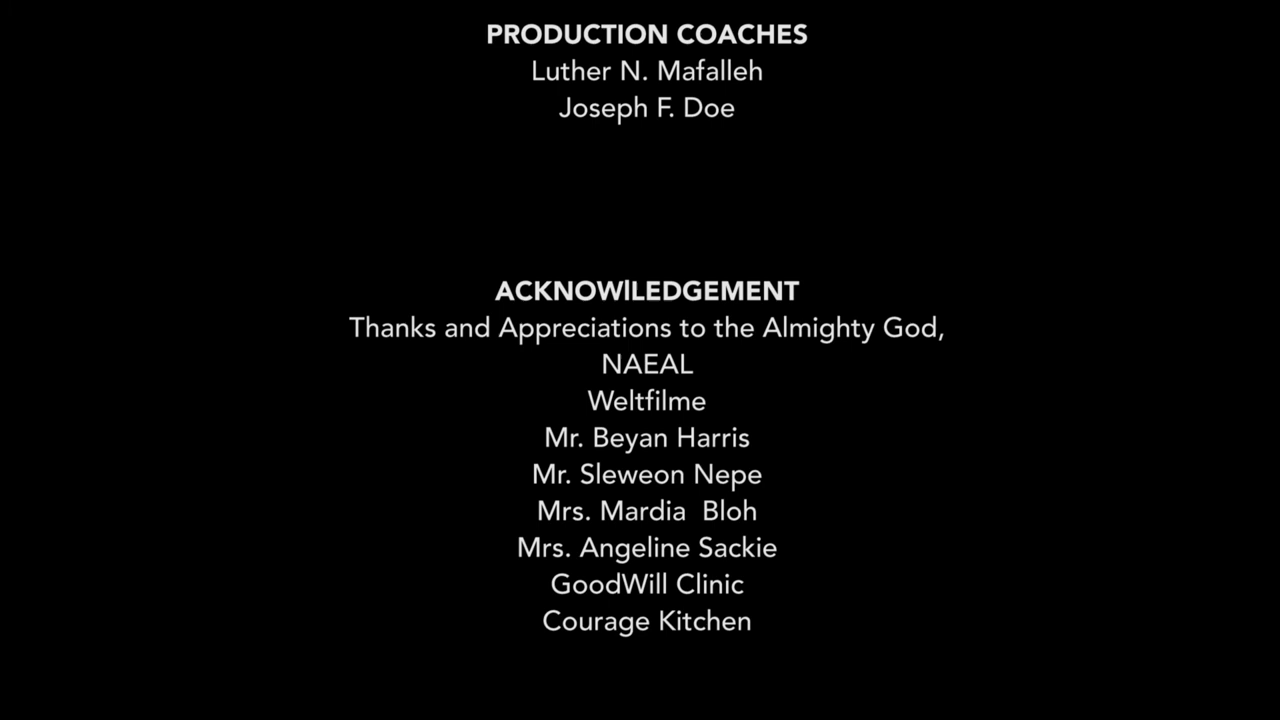 PRODUCTION COACHES
Luther N. Mafalleh
Joseph F. Doe
ACKNOWlLEDGEMENT
Thanks and Appreciations to the Almighty God,
NAEAL
Weltfilme
Mr. Beyan Harris
Mr. Sleweon Nepe
Mrs. Mardia  Bloh
Mrs. Angeline Sackie
GoodWill Clinic
Courage Kitchen